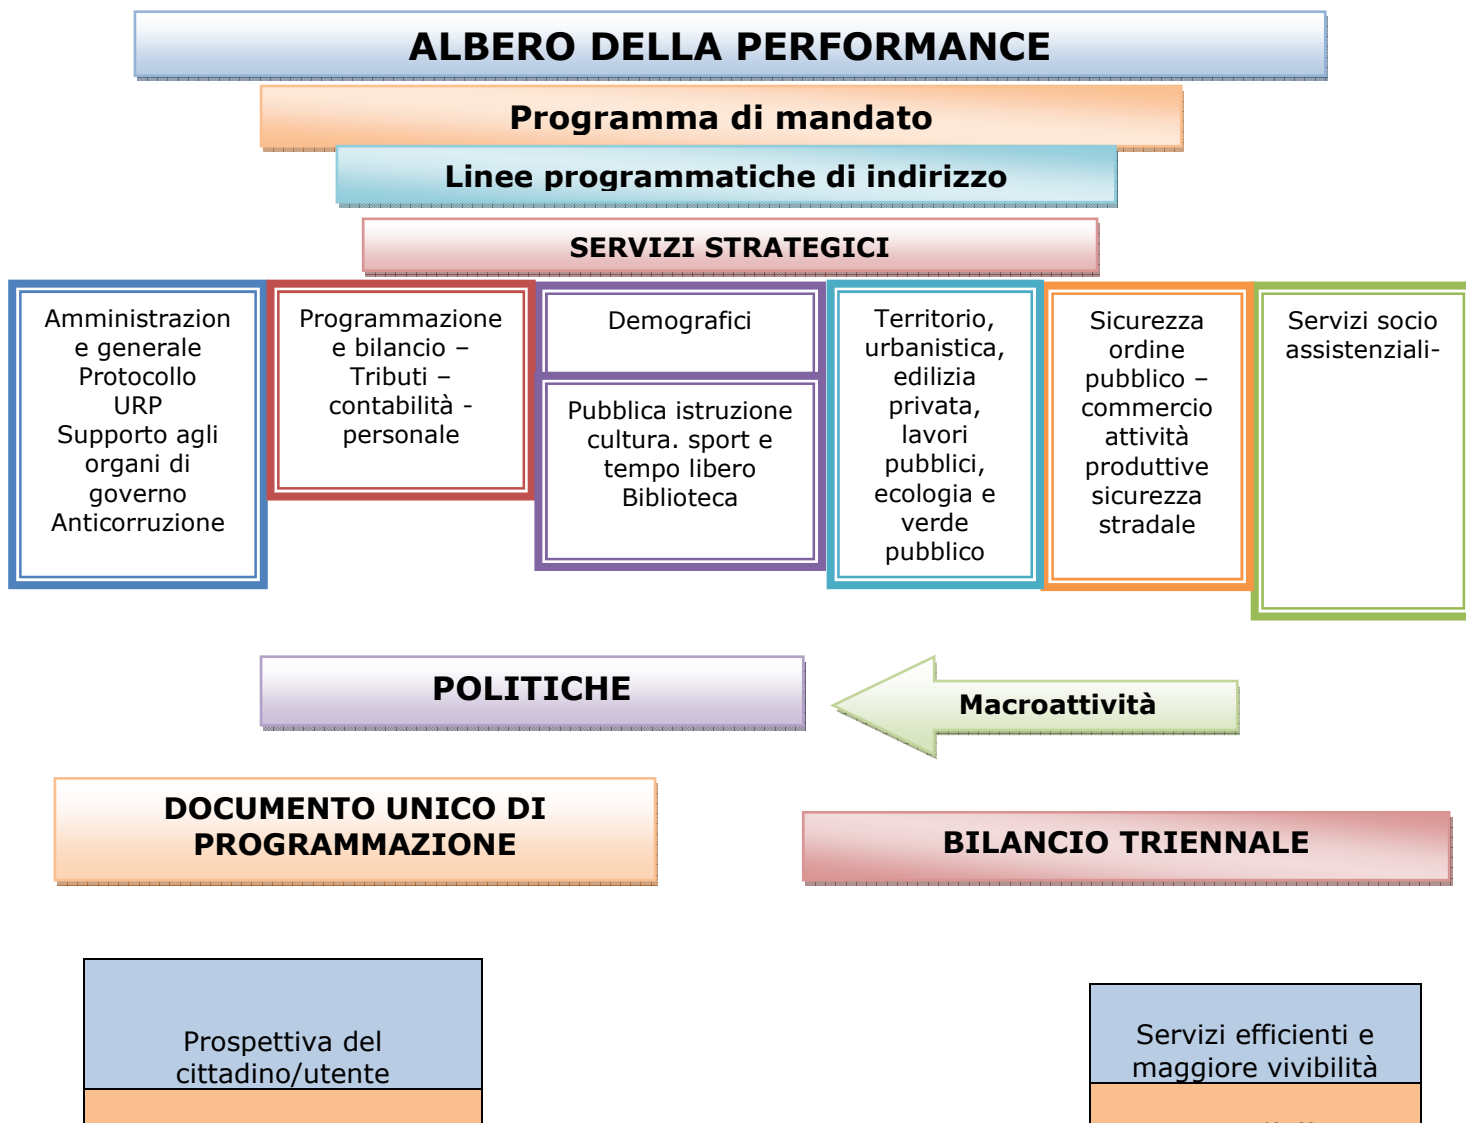 ALBERO DELLA PERFORMANCE
Programma di mandato
Linee programmatiche di indirizzo
SERVIZI STRATEGICI
Amministrazion
e generale
Protocollo
URP
Supporto agli
organi di
governo
Anticorruzione
Programmazione
e bilancio –
Tributi –
contabilità -
personale
Demografici
Pubblica istruzione
cultura. sport e
tempo libero
Biblioteca
Territorio,
urbanistica,
edilizia
privata,
lavori
pubblici,
ecologia e
verde
pubblico
Sicurezza
ordine
pubblico –
commercio
attività
produttive
sicurezza
stradale
Servizi socio
assistenziali-
POLITICHE
Macroattività
DOCUMENTO UNICO DI
PROGRAMMAZIONE
BILANCIO TRIENNALE
Prospettiva del
cittadino/utente
Servizi efficienti e
maggiore vivibilità